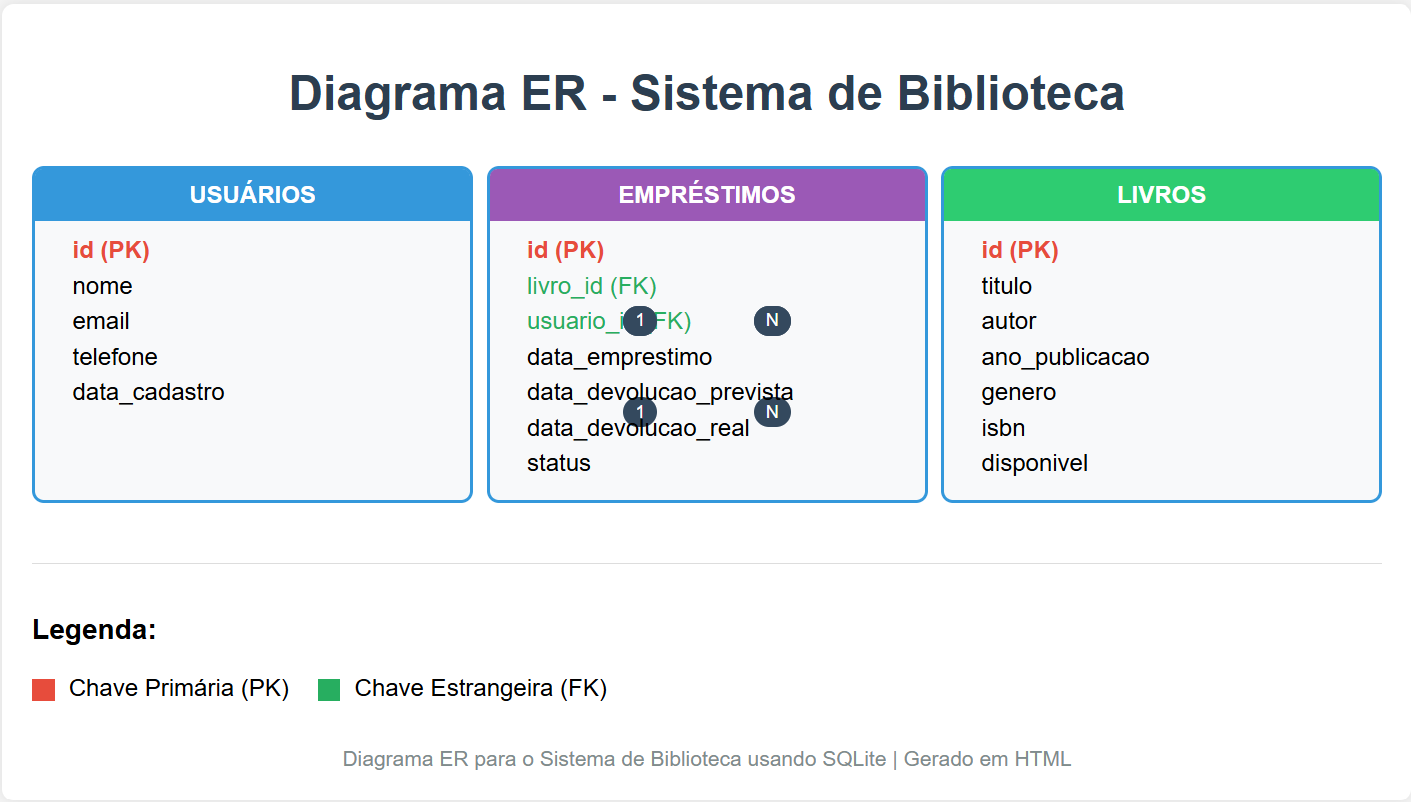 Diagrama ER - Sistema de Biblioteca
USUÁRIOS
id (PK)
nome
email
telefone
data_cadastro
EMPRÉSTIMOS
id (PK)
livro_id (FK)
1 FK)
N
data_emprestimo
data_devolucao_prevista
1
N
data_devolucao_real
status
LIVROS
id (PK)
titulo
autor
ano_publicacao
genero
isbn
disponivel
Legenda:
Chave Primária (PK) Chave Estrangeira (FK)
Diagrama ER para o Sistema de Biblioteca usando SQLite | Gerado em HTML